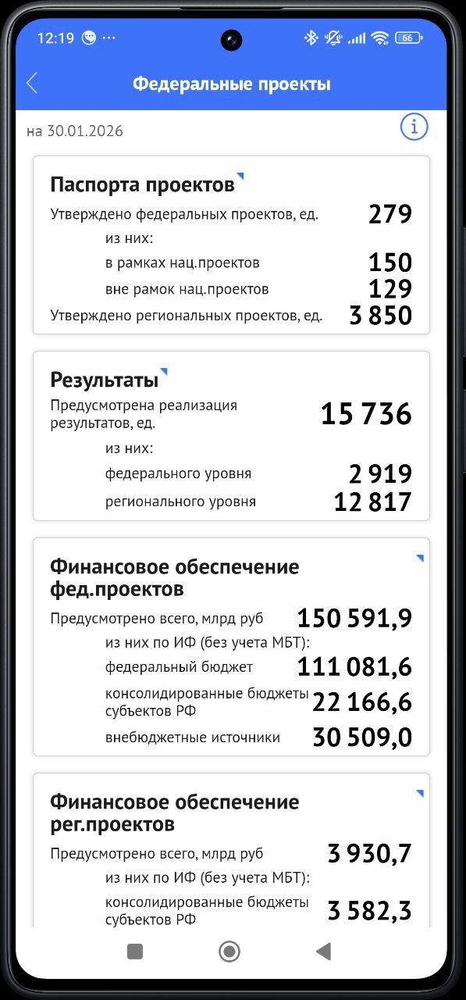 12:19
66
Федеральные проекты
на 30.01.2026
i
Паспорта проектов
Утверждено федеральных проектов, ед. 279
из них:
в рамках нац.проектов 150
вне рамок нац.проектов 129
Утверждено региональных проектов, ед. 3 850
Результаты
Предусмотрена реализация
результатов, ед. 15 736
из них:
федерального уровня 2 919
регионального уровня 12 817
Финансовое обеспечение
фед.проектов
Предусмотрено всего, млрд руб 150 591,9
из них по ИФ (без учета МБТ):
федеральный бюджет 111 081,6
консолидированные бюджеты
субъектов РФ 22 166,6
внебюджетные источники 30 509,0
Финансовое обеспечение
рег.проектов
Предусмотрено всего, млрд руб 3 930,7
из них по ИФ (без учета МБТ):
консолидированные бюджеты
субъектов РФ 3 582,3